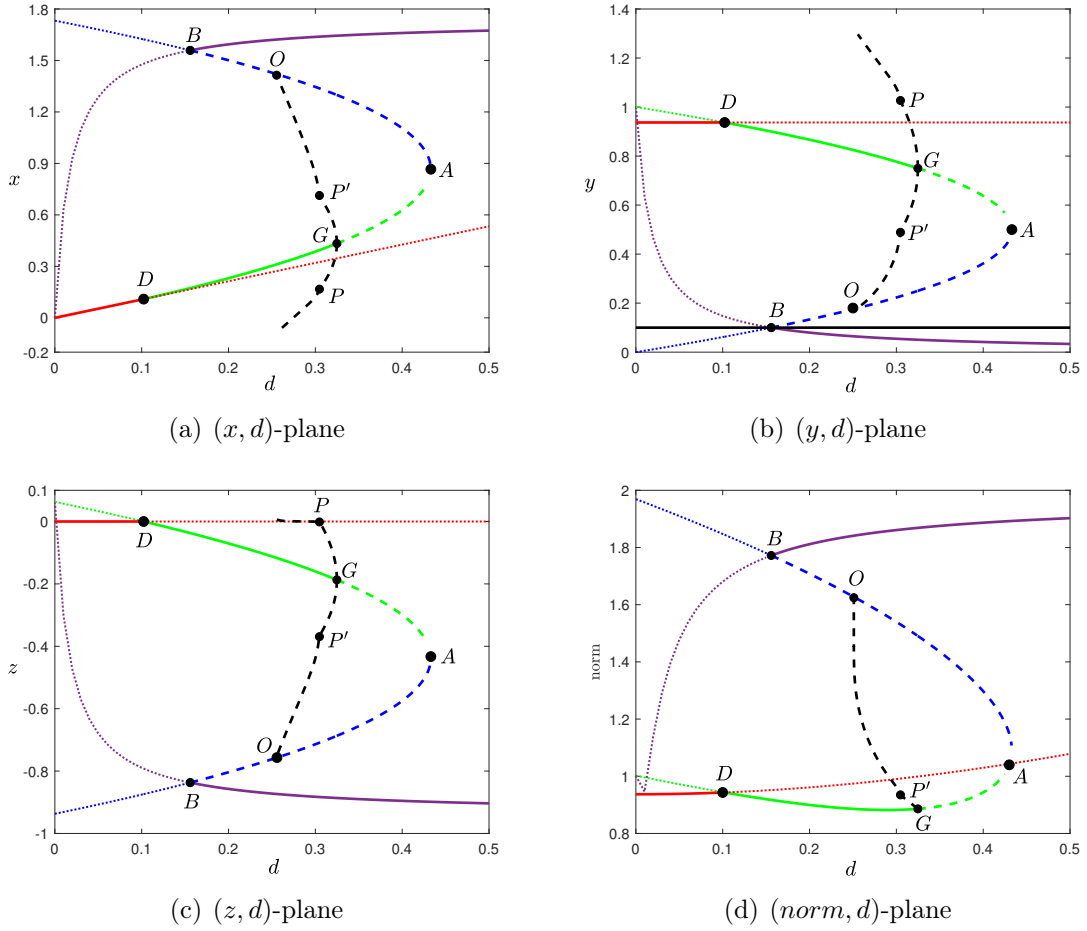 1.8
1.5
1.2
0.9
0.6
0.3
0
-0.2
x
B
O
A
P′
G
D
P
0 0.1 0.2 0.3 0.4 0.5
d
(a) (x, d)-plane
1.4
1.2
1
0.8
0.6
0.4
0.2
0
y
P
D
G
P′
A
O
B
0 0.1 0.2 0.3 0.4 0.5
d
(b) (y, d)-plane
0.1
0
-0.2
-0.4
-0.6
-0.8
-1
z
P
D
G
P′
A
O
B
0 0.1 0.2 0.3 0.4 0.5
d
(c) (z, d)-plane
2
1.8
1.6
1.4
1.2
1
0.8
norm
B
O
D
A
P′
G
0 0.1 0.2 0.3 0.4 0.5
d
(d) (norm, d)-plane